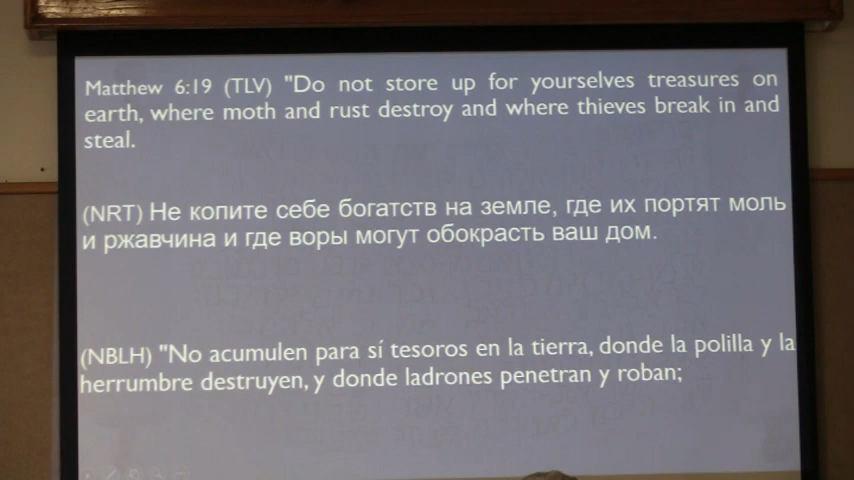 Matthew 6:19 (TLV) "Do not store up for yourselves treasures on
earth, where moth and rust destroy and where thieves break in and
steal.
(NRT) Не копите себе богатств на земле, где их портят моль
и ржавчина и где воры могут обокрасть ваш дом.
(NBLH) "No acumulen para sí tesoros en la tierra, donde la polilla y la
herrumbre destruyen, y donde ladrones penetran y roban;